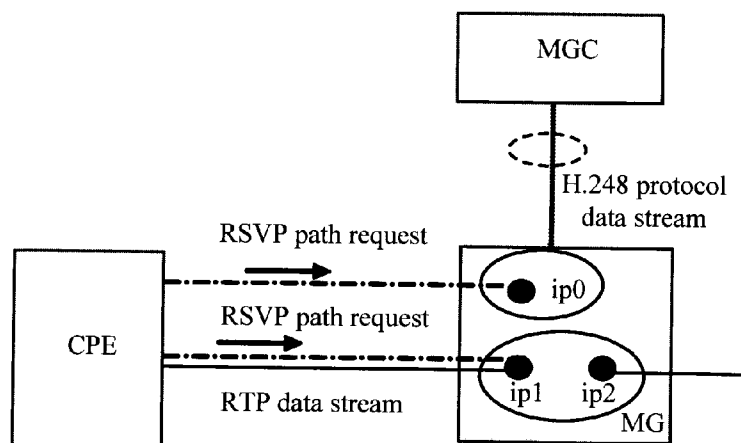 MGC
H.248 protocol
data stream
RSVP path request
ip0
RSVP path request
CPE
ip1
ip2
RTP data stream
MG